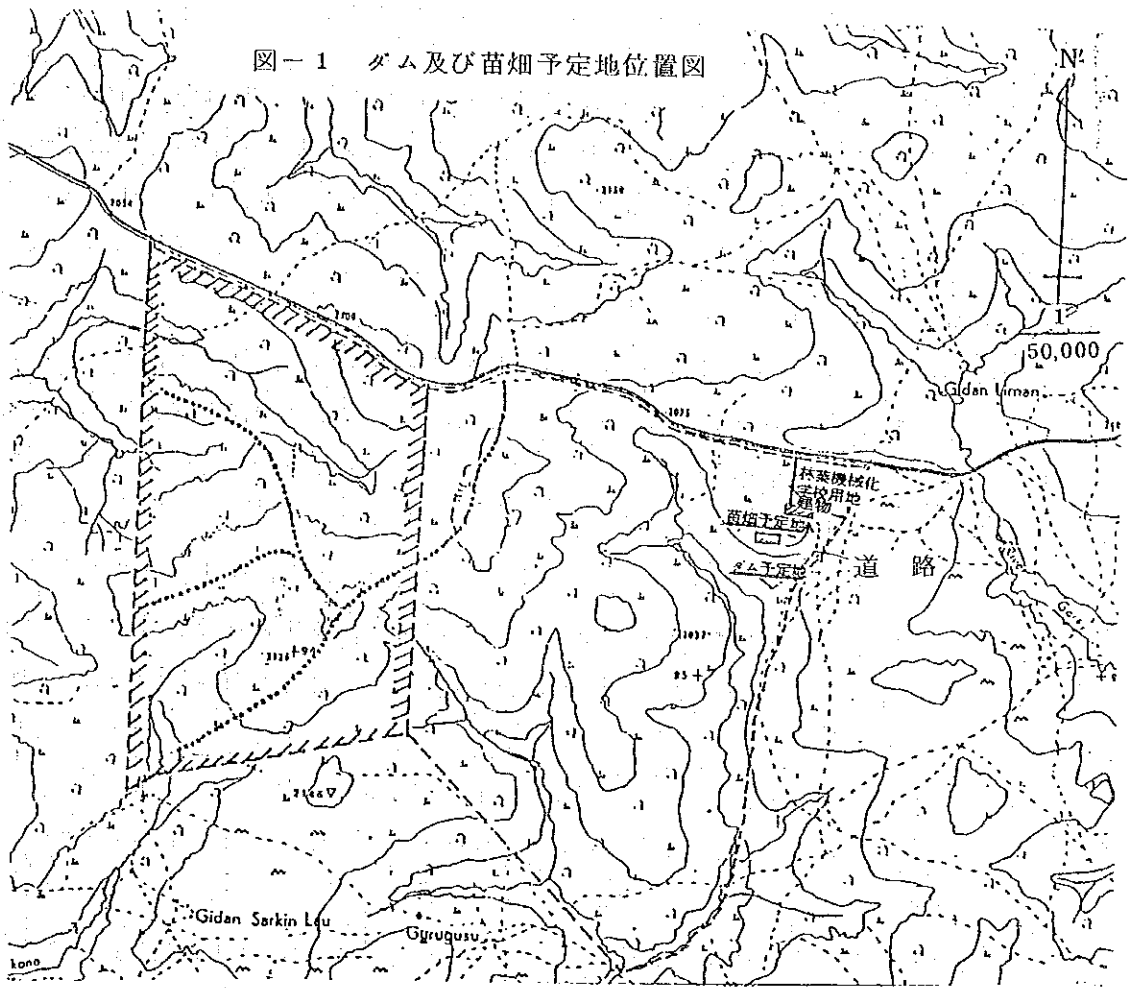 図－1 ダム及び苗畑予定地位置図
N
1
50,000
Gidan Liman
林業機械化
学校用地
建物
苗畑予定地
ダム予定地
道路
Gidan Sarkin Lau
Gurugusu
kono